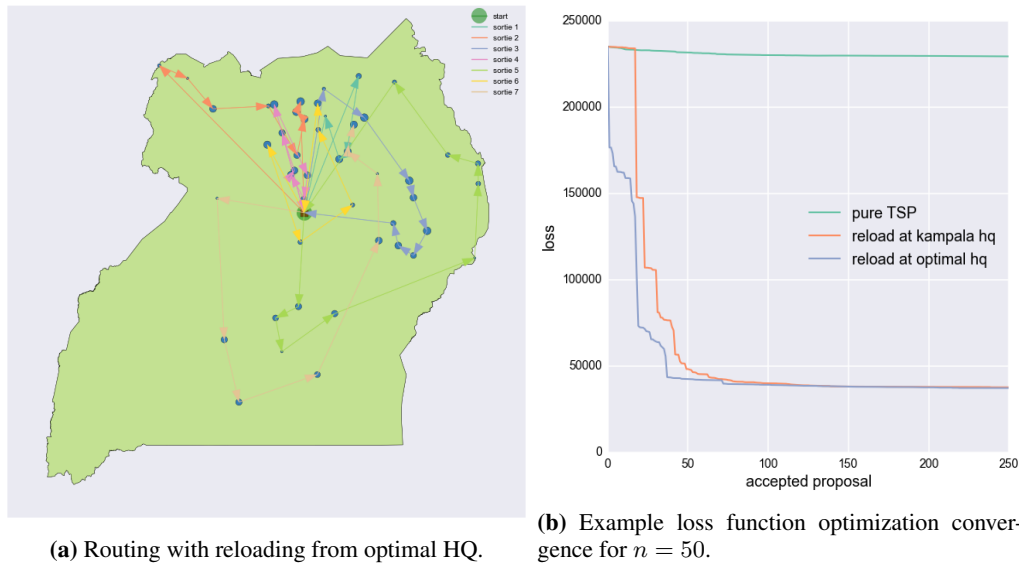 start
sortie 1
sortie 2
sortie 3
sortie 4
sortie 5
sortie 6
sortie 7
(a) Routing with reloading from optimal HQ.
250000
200000
150000
100000
50000
0
loss
pure TSP
reload at kampala hq
reload at optimal hq
0 50 100 150 200 250
accepted proposal
(b) Example loss function optimization conver-
gence for n = 50.